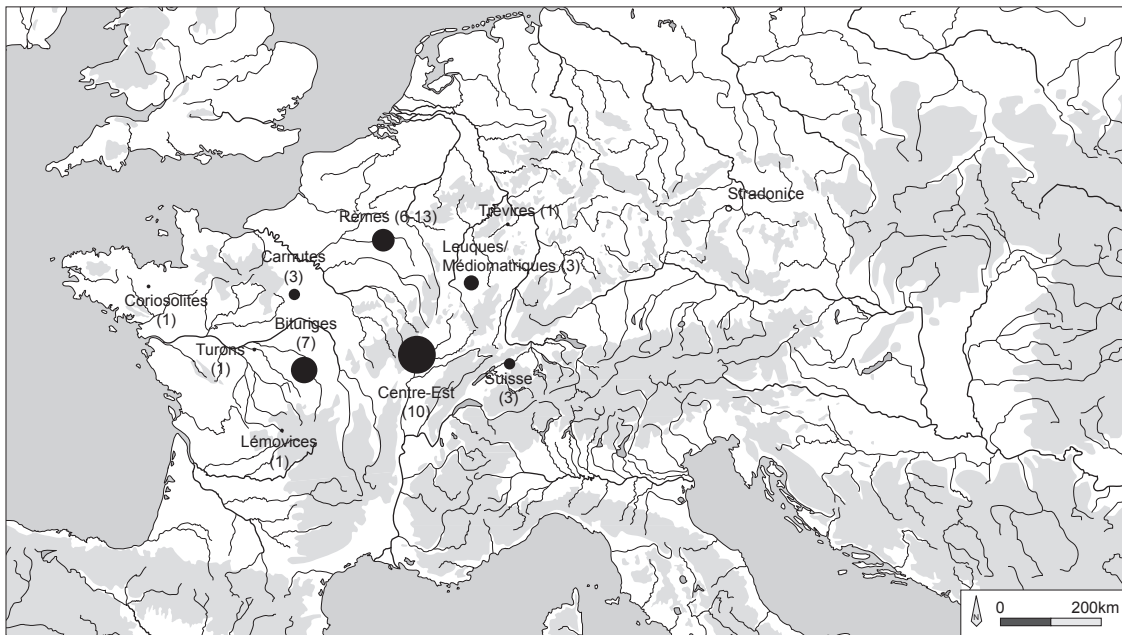 Stradonice
Trévires (1)
Rèmes (6-13)
Leuques/
Médiomatriques (3)
Carnutes
(3)
Coriosolites
(1)
Bituriges
(7)
Turons
(1)
Centre-Est
(10)
Suisse
(3)
Lémovices
(1)
N
0 200km